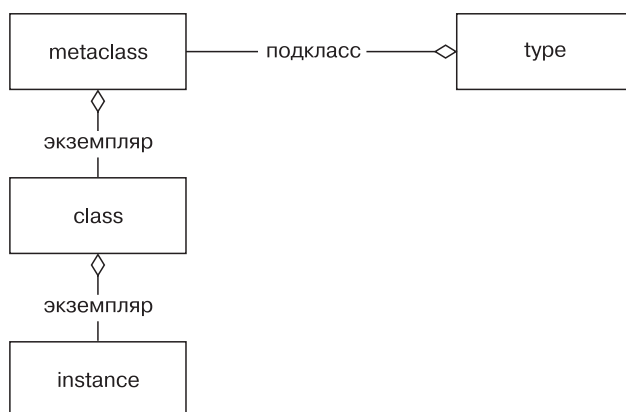 metaclass
подкласс
type
экземпляр
class
экземпляр
instance